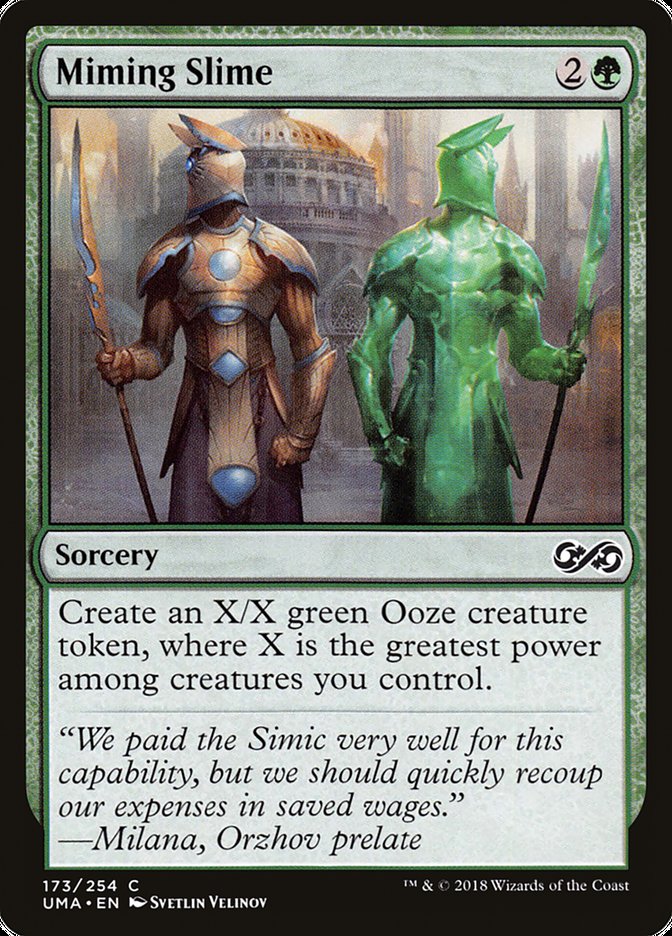 Miming Slime 2
Sorcery
Create an X/X green Ooze creature
token, where X is the greatest power
among creatures you control.
“We paid the Simic very well for this
capability, but we should quickly recoup
our expenses in saved wages.”
—Milana, Orzhov prelate
173/254 C
UMA • EN Svetlin Velinov
™ & © 2018 Wizards of the Coast